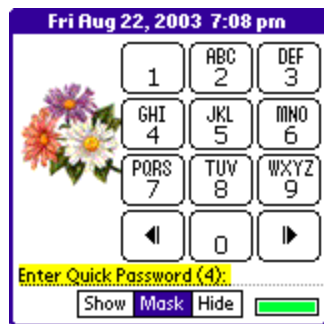 Fri Aug 22, 2003 7:08 pm
ABC DEF
1 2 3
GHI JKL MNO
4 5 6
PQRS TUV WXYZ
7 8 9
0
Enter Quick Password (4):
Show Mask Hide